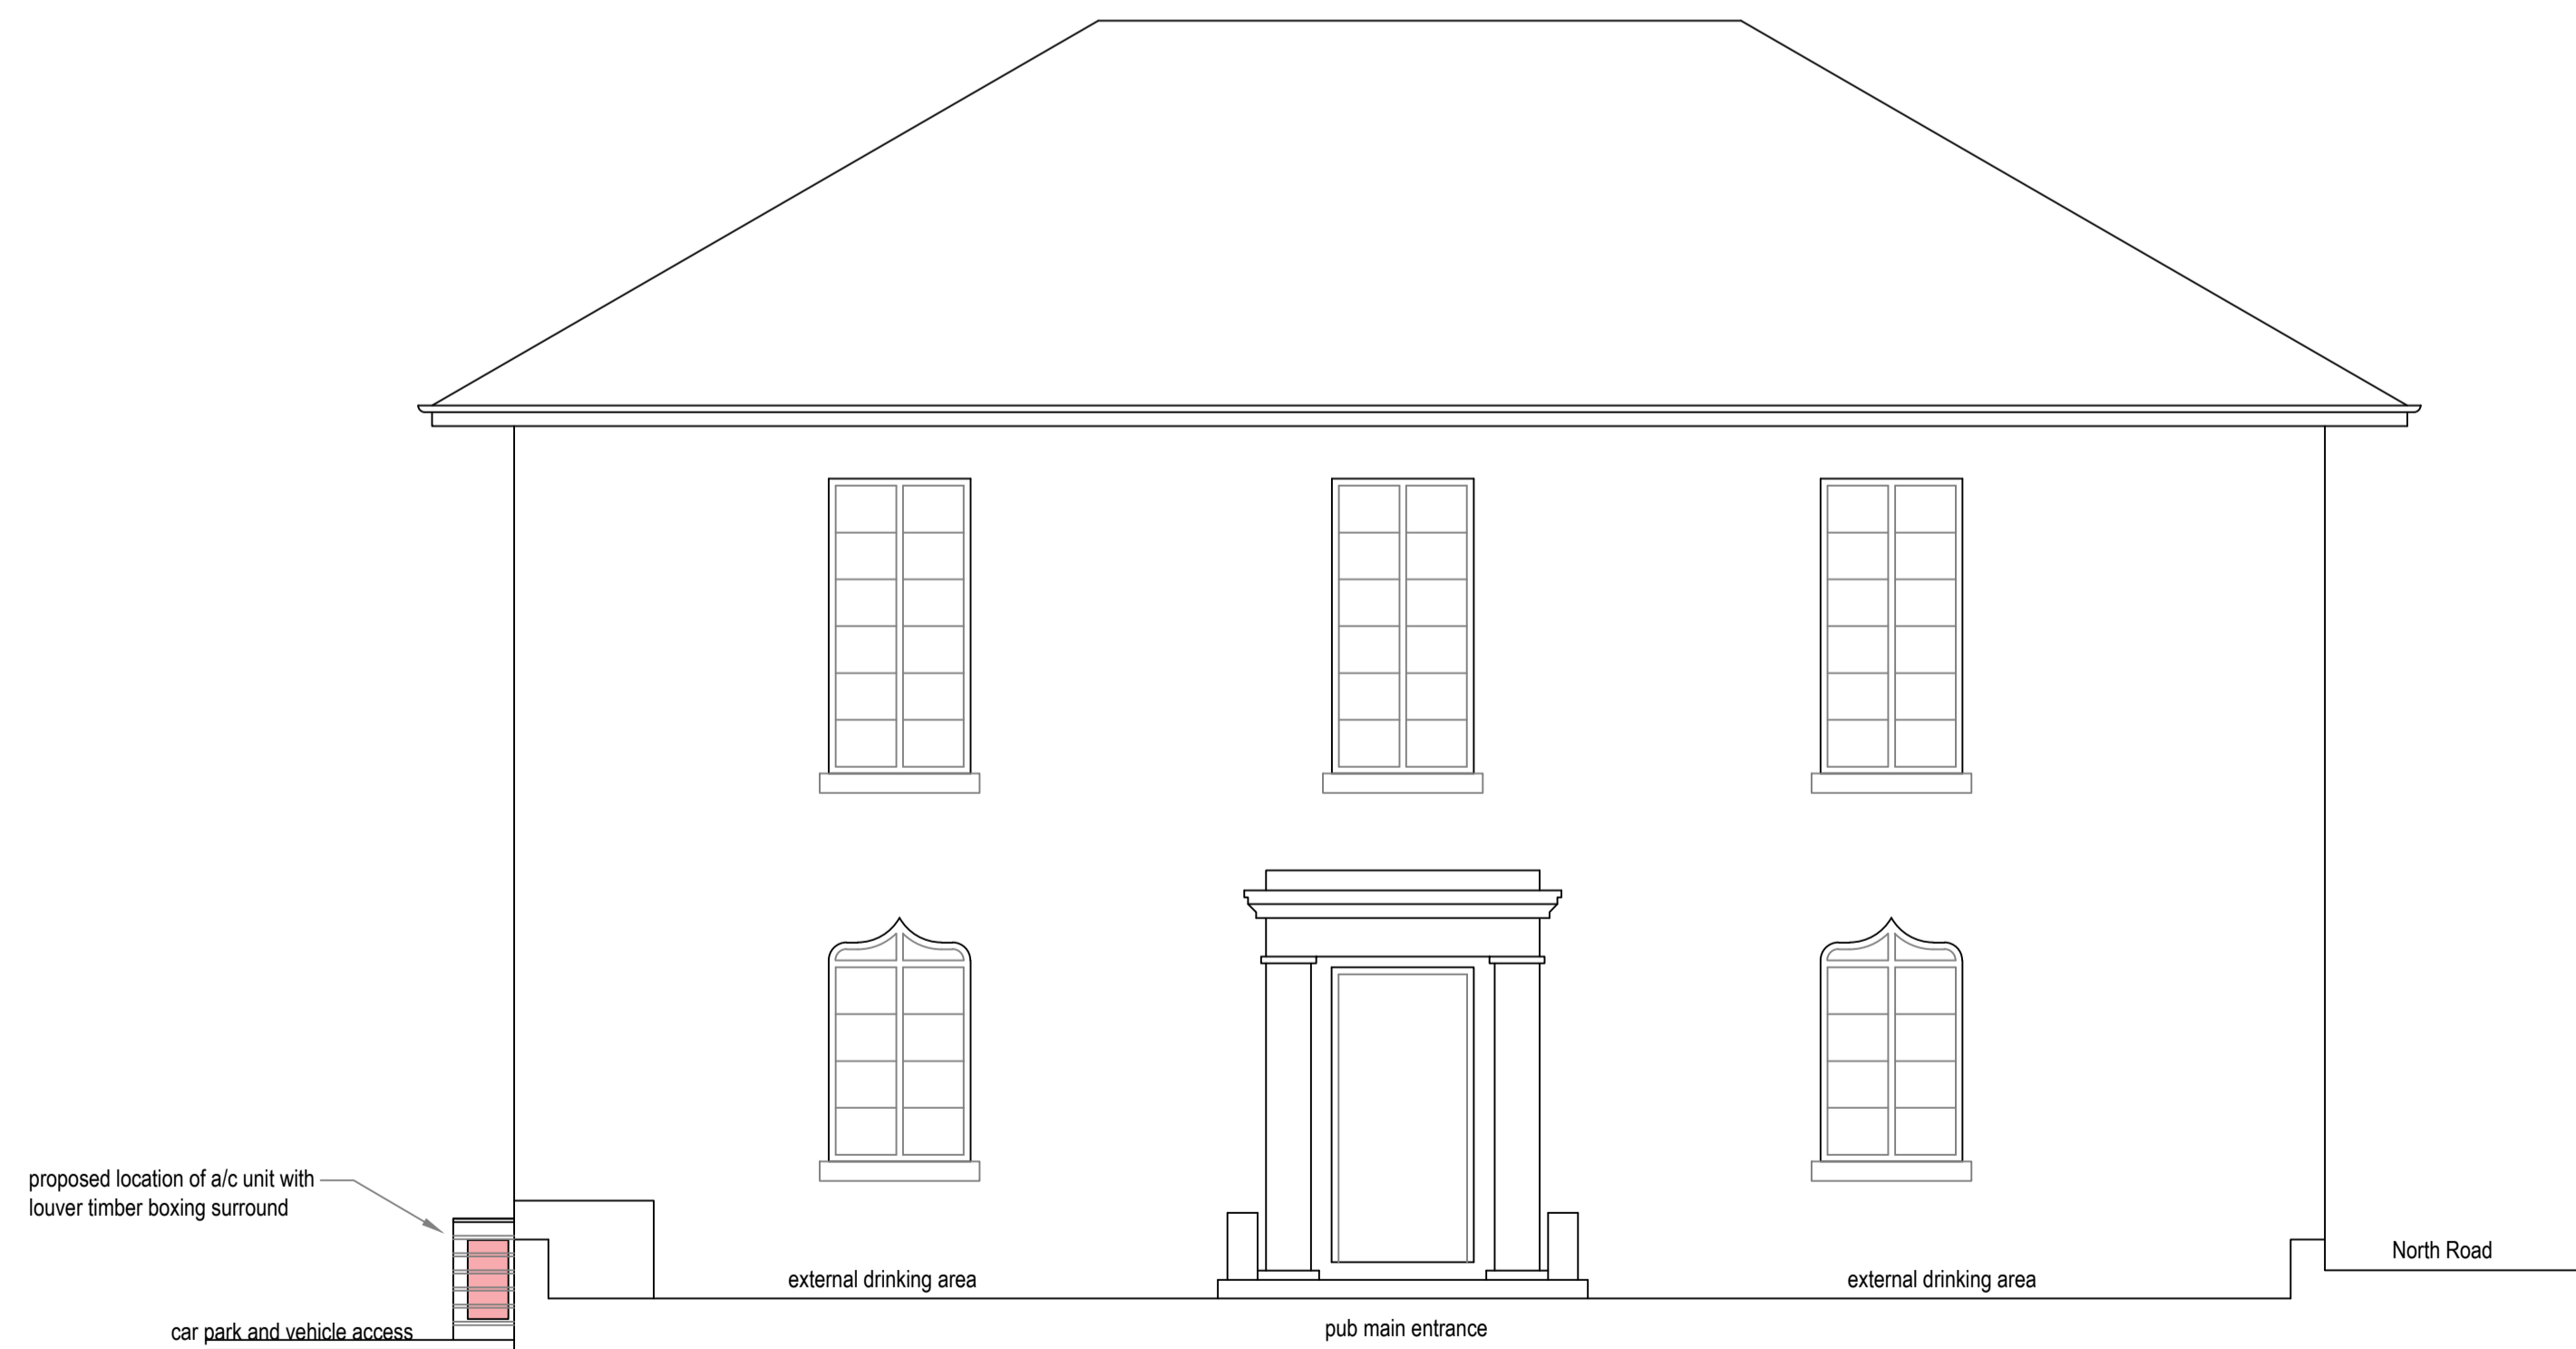 proposed location of a/c unit with
louver timber boxing surround
North Road
external drinking area
external drinking area
car park and vehicle access
pub main entrance